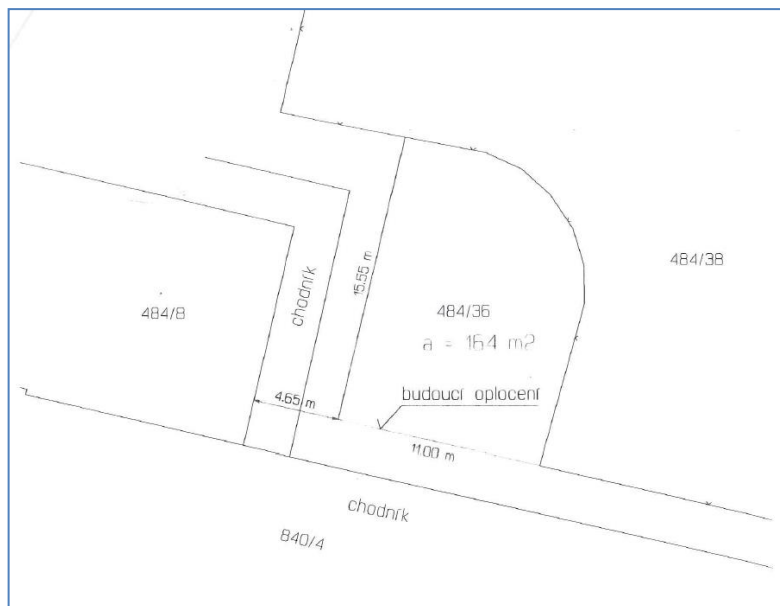 484/38
15.55 m
chodník
484/8
484/36
a = 164 m2
4.65 m
budoucí oplocení
11.00 m
chodník
840/4